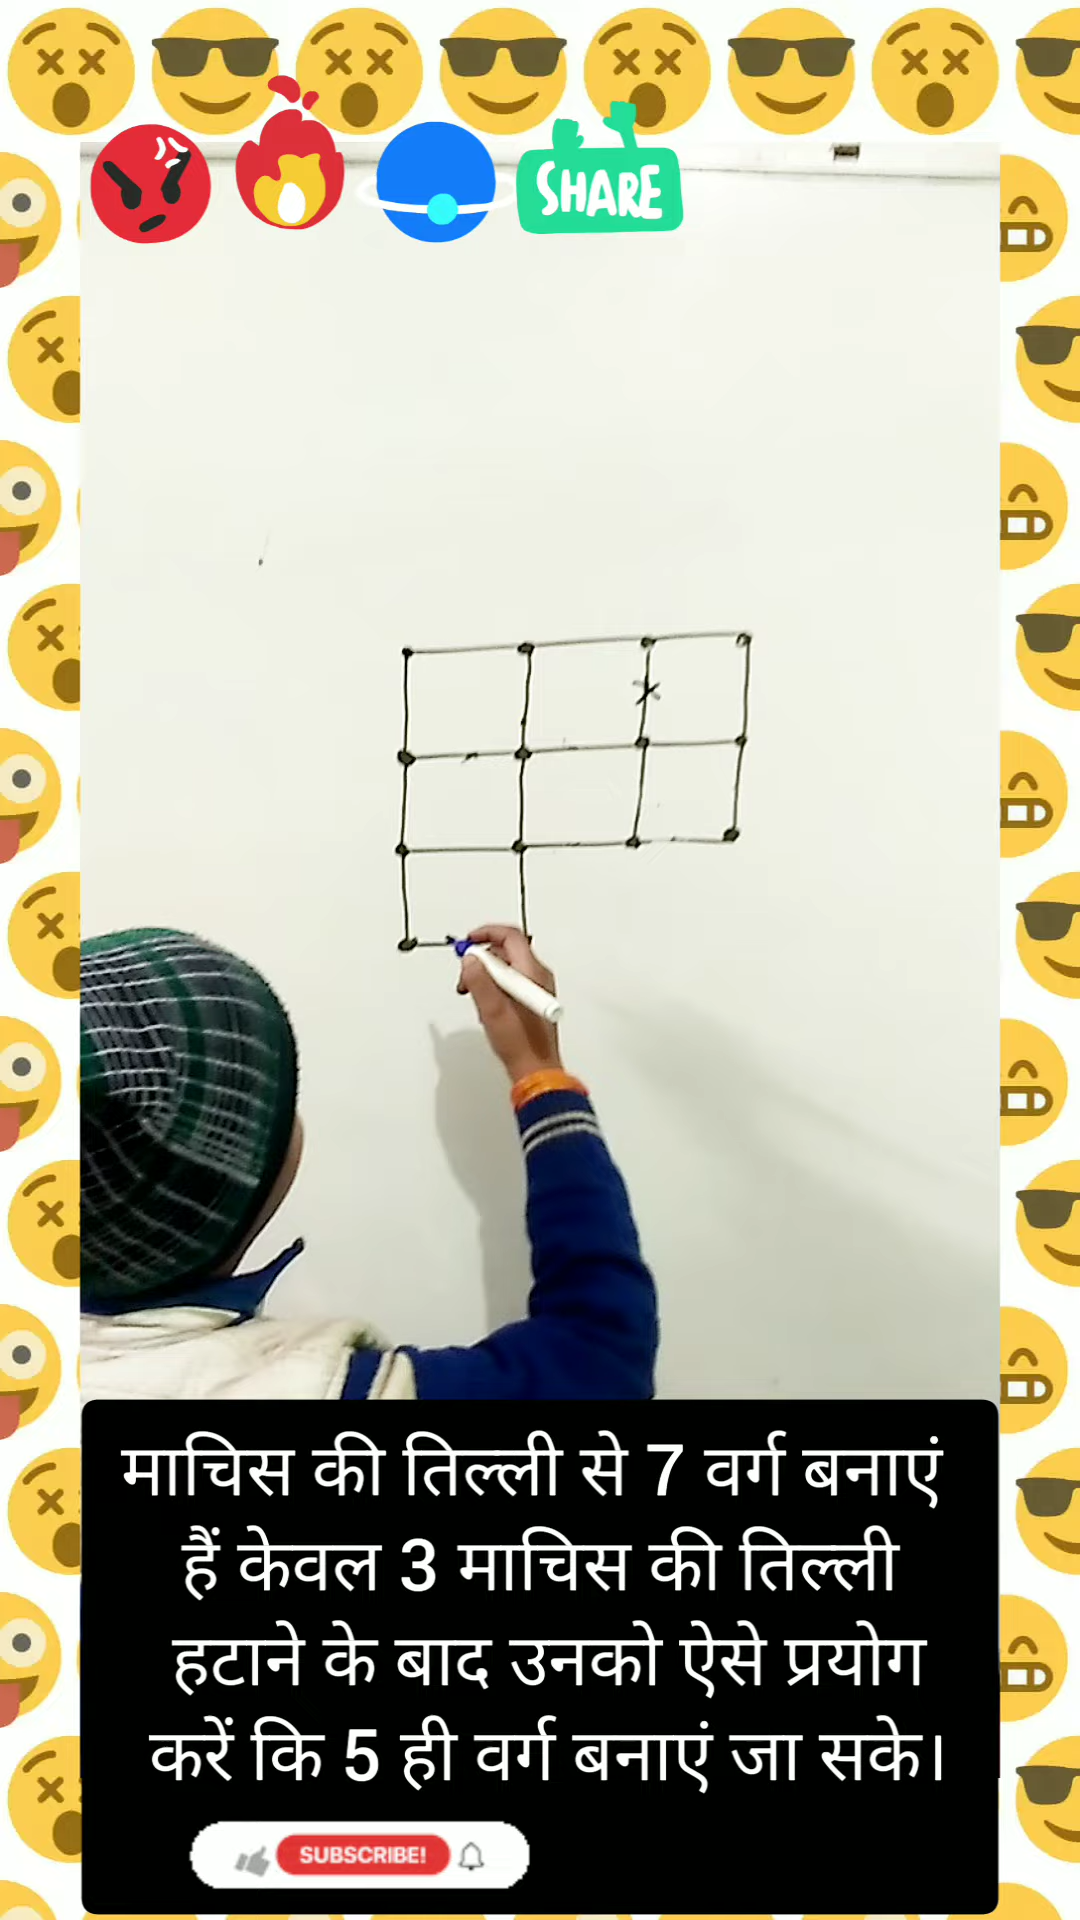 SHARE
माचिस की तिल्ली से 7 वर्ग बनाएं
हैं केवल 3 माचिस की तिल्ली
हटाने के बाद उनको ऐसे प्रयोग
करें कि 5 ही वर्ग बनाएं जा सके।
SUBSCRIBE!